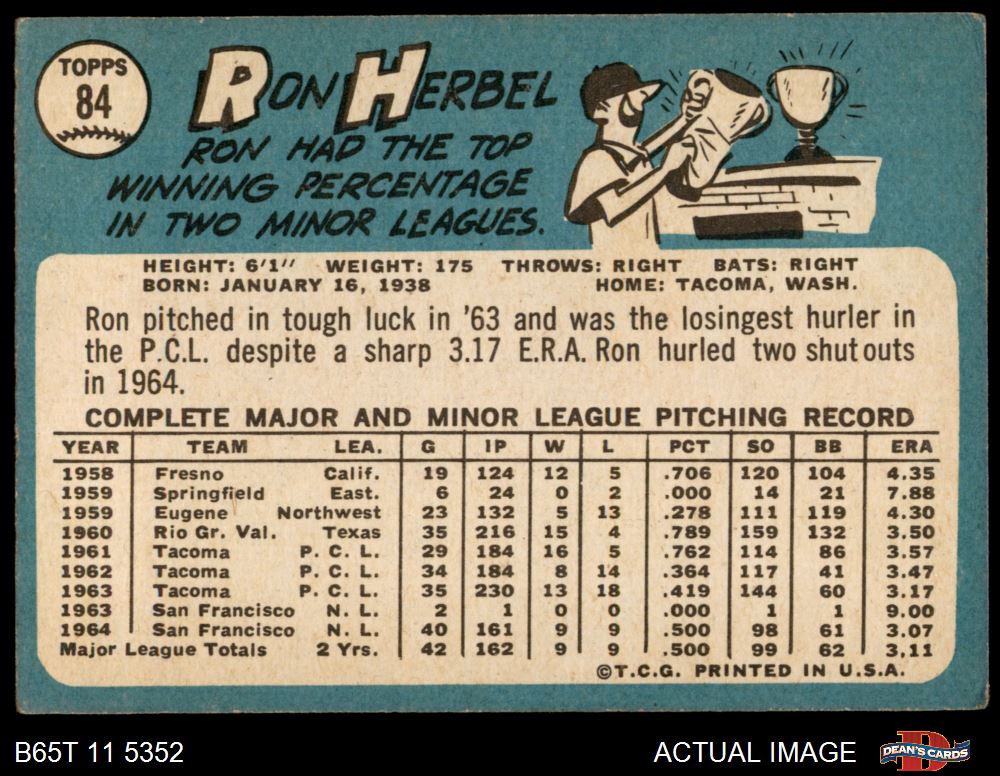 TOPPS
84
RON HERBEL
RON HAD THE TOP
WINNING PERCENTAGE
IN TWO MINOR LEAGUES.
HEIGHT: 6'1" WEIGHT: 175 THROWS: RIGHT BATS: RIGHT
BORN: JANUARY 16, 1938 HOME: TACOMA, WASH.
Ron pitched in tough luck in '63 and was the losingest hurler in
the P.C.L. despite a sharp 3.17 E.R.A. Ron hurled two shutouts
in 1964.
COMPLETE MAJOR AND MINOR LEAGUE PITCHING RECORD
YEAR TEAM LEA. G IP W L PCT SO BB ERA
1958 Fresno Calif. 19 124 12 5 .706 120 104 4.35
1959 Springfield East. 6 24 0 2 .000 14 21 7.88
1959 Eugene Northwest 23 132 5 13 .278 111 119 4.30
1960 Rio Gr. Val. Texas 35 216 15 4 .789 159 132 3.50
1961 Tacoma P. C. L. 29 184 16 5 .762 114 86 3.57
1962 Tacoma P. C. L. 34 184 8 14 .364 117 41 3.47
1963 Tacoma P. C. L. 35 230 13 18 .419 144 60 3.17
1963 San Francisco N. L. 2 1 0 0 .000 1 1 9.00
1964 San Francisco N. L. 40 161 9 9 .500 98 61 3.07
Major League Totals 2 Yrs. 42 162 9 9 .500 99 62 3.11
©T.C.G. PRINTED IN U.S.A.
B65T 11 5352 ACTUAL IMAGE DEAN'S CARDS